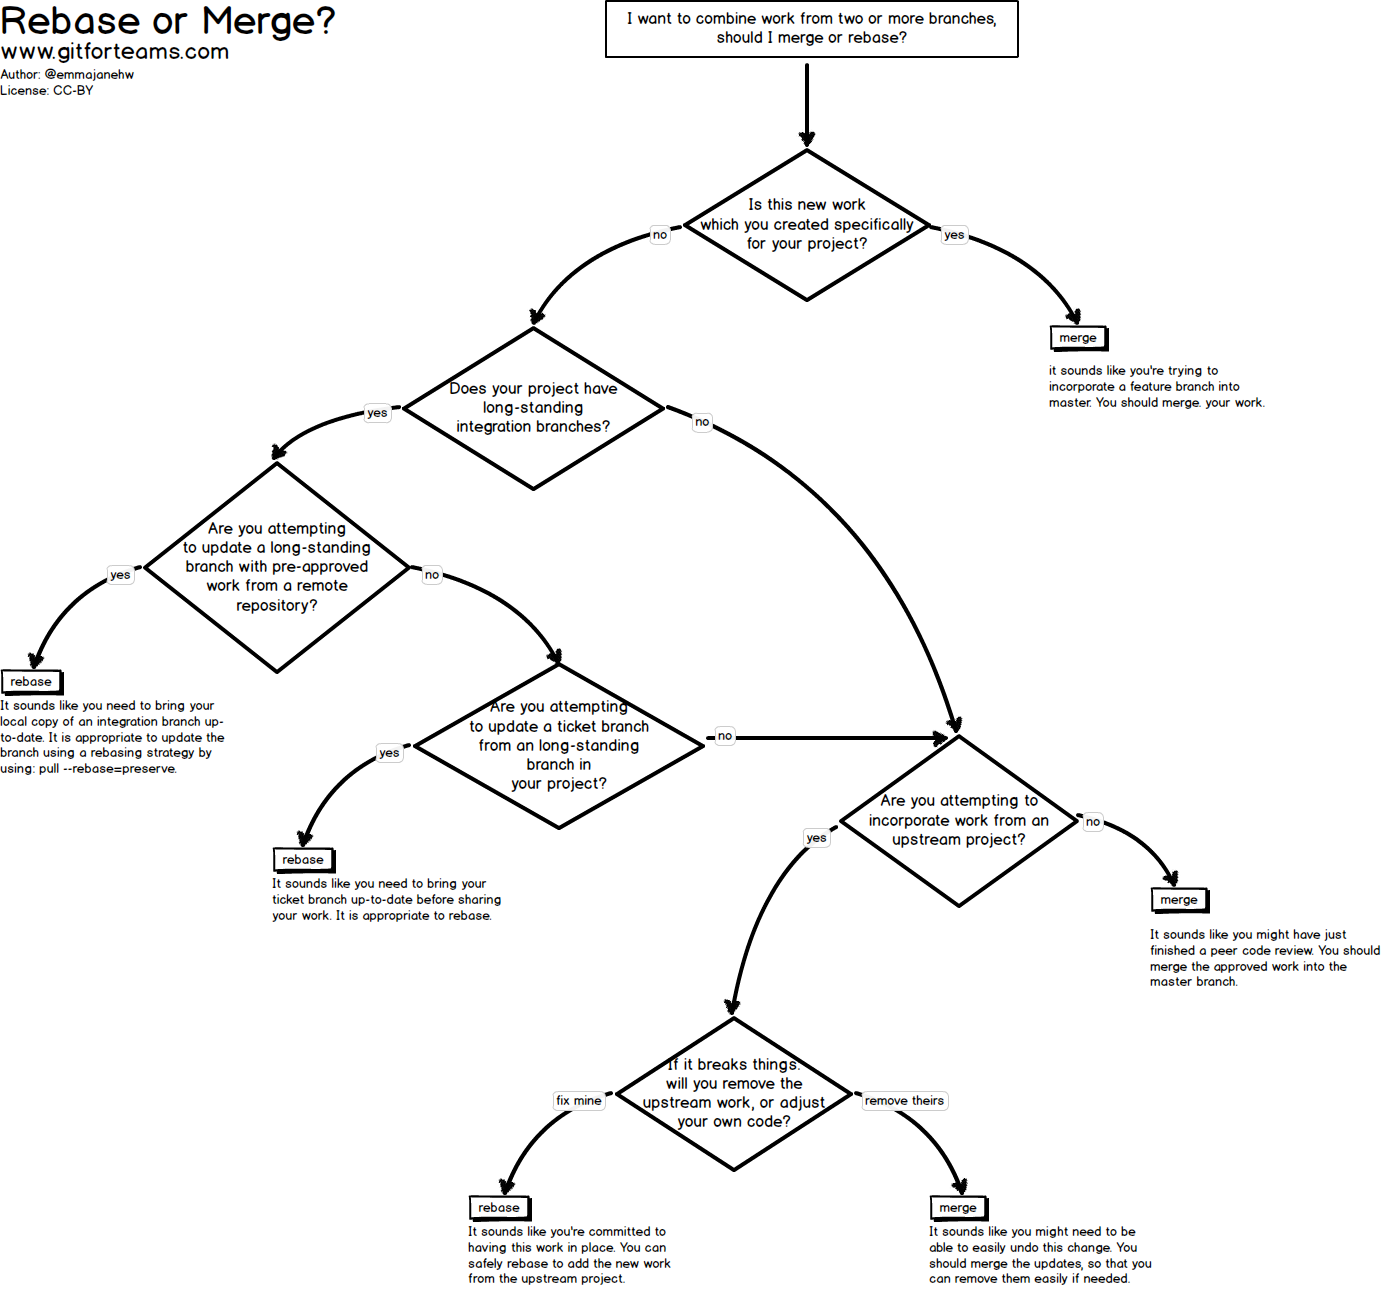 Rebase or Merge?
www.gitforteams.com
Author: @emmajanehw
License: CC-BY
I want to combine work from two or more branches,
should I merge or rebase?
Is this new work
which you created specifically
for your project?
no
yes
merge
it sounds like you're trying to
incorporate a feature branch into
master. You should merge. your work.
Does your project have
long-standing
integration branches?
yes
no
Are you attempting
to update a long-standing
branch with pre-approved
work from a remote
repository?
yes
no
rebase
It sounds like you need to bring your
local copy of an integration branch up-
to-date. It is appropriate to update the
branch using a rebasing strategy by
using: pull --rebase=preserve.
Are you attempting
to update a ticket branch
from an long-standing
branch in
your project?
yes
no
rebase
It sounds like you need to bring your
ticket branch up-to-date before sharing
your work. It is appropriate to rebase.
Are you attempting to
incorporate work from an
upstream project?
yes
no
merge
It sounds like you might have just
finished a peer code review. You should
merge the approved work into the
master branch.
If it breaks things:
will you remove the
upstream work, or adjust
your own code?
fix mine
remove theirs
rebase
It sounds like you're committed to
having this work in place. You can
safely rebase to add the new work
from the upstream project.
merge
It sounds like you might need to be
able to easily undo this change. You
should merge the updates, so that you
can remove them easily if needed.